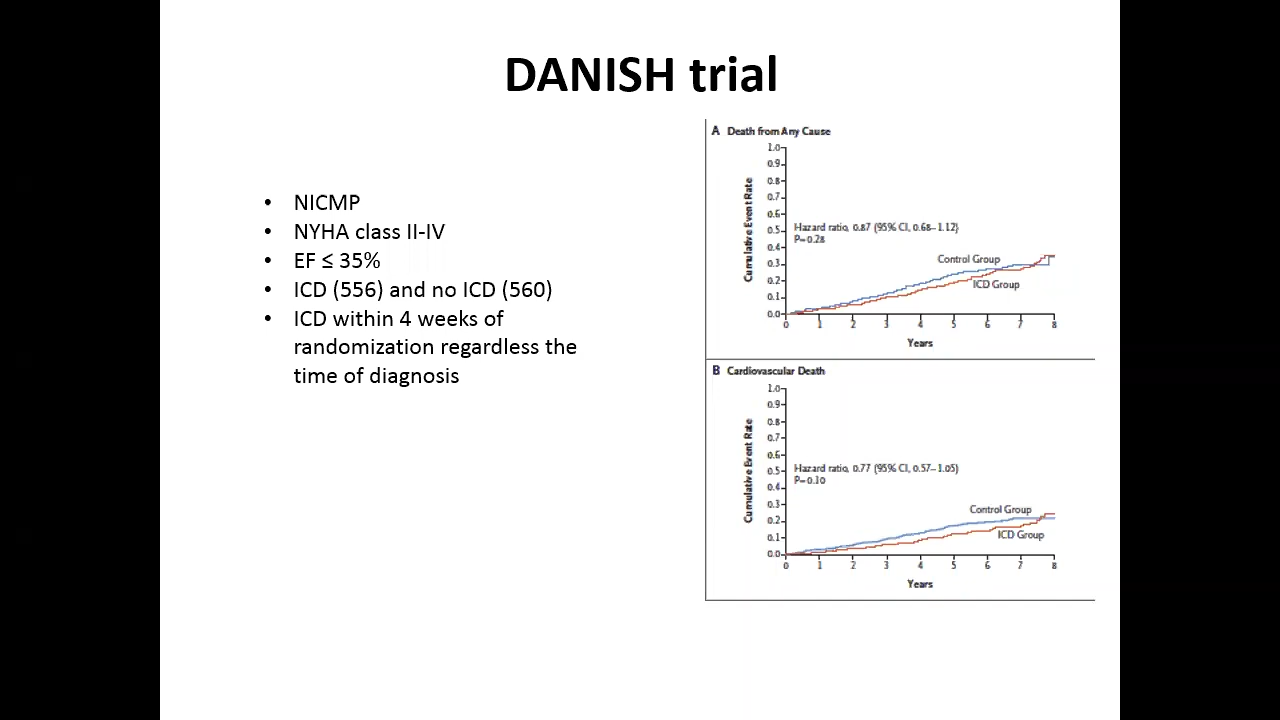 DANISH trial
• NICMP
• NYHA class II-IV
• EF ≤ 35%
• ICD (556) and no ICD (560)
• ICD within 4 weeks of
randomization regardless the
time of diagnosis
A Death from Any Cause
Cumulative Event Rate
1.0
0.9
0.8
0.7
0.6
0.5
0.4
0.3
0.2
0.1
0.0
Hazard ratio, 0.87 (95% CI, 0.68–1.12)
P=0.28
Control Group
ICD Group
0 1 2 3 4 5 6 7 8
Years
B Cardiovascular Death
Cumulative Event Rate
1.0
0.9
0.8
0.7
0.6
0.5
0.4
0.3
0.2
0.1
0.0
Hazard ratio, 0.77 (95% CI, 0.57–1.05)
P=0.10
Control Group
ICD Group
0 1 2 3 4 5 6 7 8
Years